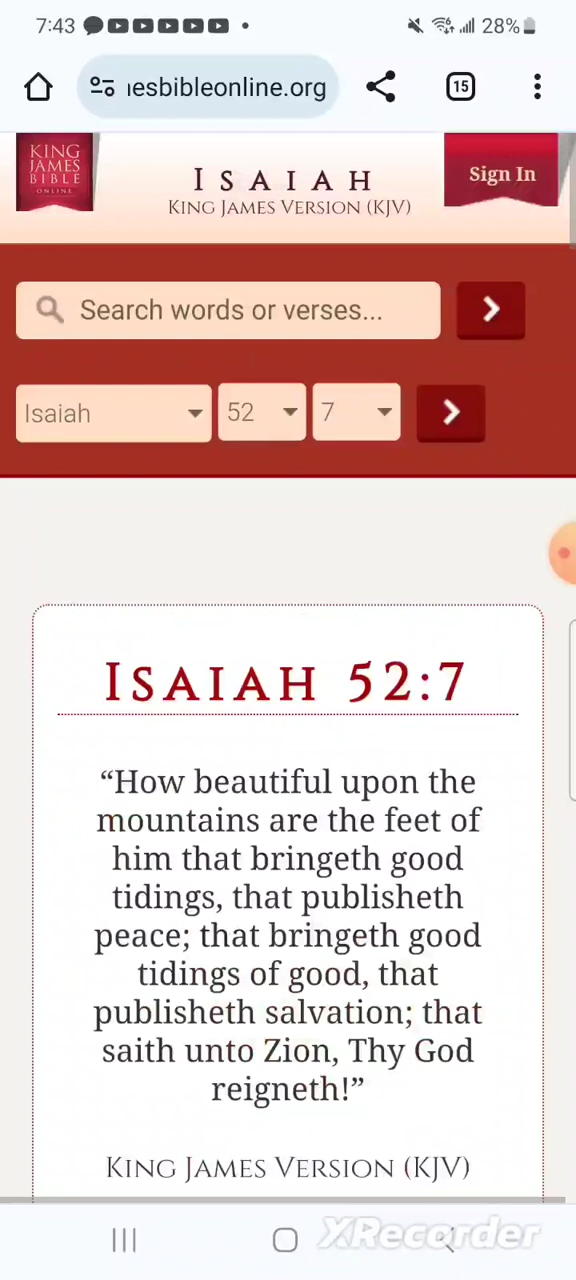 7:43
28%
ıesbibleonline.org
15
KING
JAMES
BIBLE
ONLINE
ISAIAH
KING JAMES VERSION (KJV)
Sign In
Search words or verses...
Isaiah 52 7
ISAIAH 52:7
“How beautiful upon the
mountains are the feet of
him that bringeth good
tidings, that publisheth
peace; that bringeth good
tidings of good, that
publisheth salvation; that
saith unto Zion, Thy God
reigneth!”
KING JAMES VERSION (KJV)
XRecorder